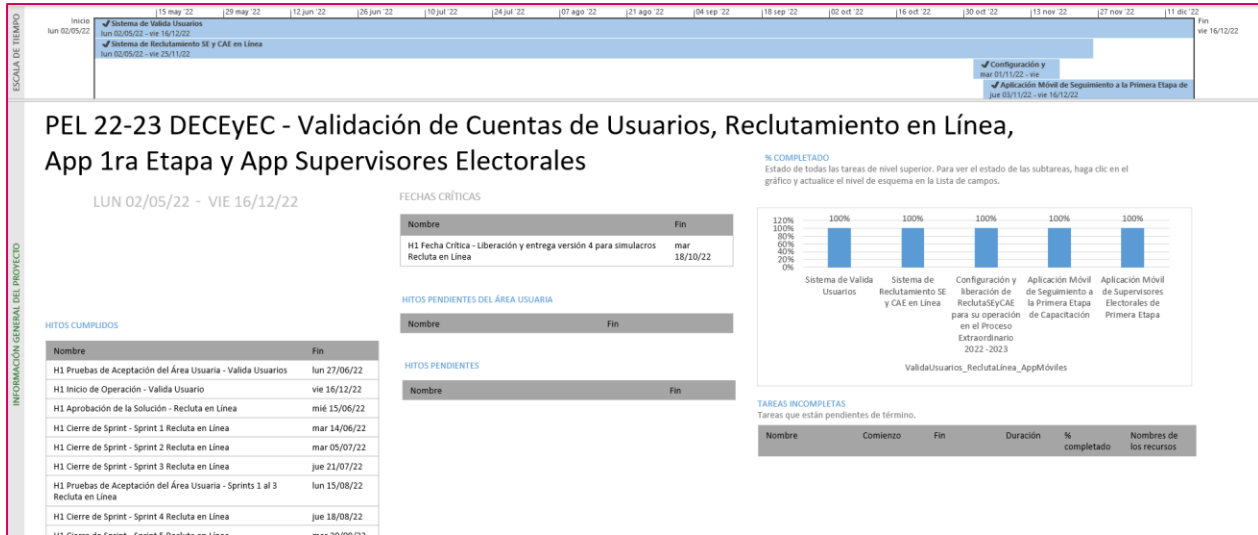 ESCALA DE TIEMPO
Inicio
lun 02/05/22
15 may '22 29 may '22 12 jun '22 26 jun '22 10 jul '22 24 jul '22 07 ago '22 21 ago '22 04 sep '22 18 sep '22 02 oct '22 16 oct '22 30 oct '22 13 nov '22 27 nov '22 11 dic '22
Sistema de Valida Usuarios
lun 02/05/22 - vie 16/12/22
Sistema de Reclutamiento SE y CAE en Línea
lun 02/05/22 - vie 25/11/22
Configuración y
mar 01/11/22 - vie
Aplicación Móvil de Seguimiento a la Primera Etapa de
jue 03/11/22 - vie 16/12/22
Fin
vie 16/12/22
INFORMACIÓN GENERAL DEL PROYECTO
PEL 22-23 DECEyEC - Validación de Cuentas de Usuarios, Reclutamiento en Línea,
App 1ra Etapa y App Supervisores Electorales
LUN 02/05/22 - VIE 16/12/22
HITOS CUMPLIDOS
Nombre Fin
H1 Pruebas de Aceptación del Área Usuaria - Valida Usuarios lun 27/06/22
H1 Inicio de Operación - Valida Usuario vie 16/12/22
H1 Aprobación de la Solución - Recluta en Línea mié 15/06/22
H1 Cierre de Sprint - Sprint 1 Recluta en Línea mar 14/06/22
H1 Cierre de Sprint - Sprint 2 Recluta en Línea mar 05/07/22
H1 Cierre de Sprint - Sprint 3 Recluta en Línea jue 21/07/22
H1 Pruebas de Aceptación del Área Usuaria - Sprints 1 al 3 lun 15/08/22
Recluta en Línea
H1 Cierre de Sprint - Sprint 4 Recluta en Línea jue 18/08/22
H1 Cierre de Sprint - Sprint 5 Recluta en Línea
FECHAS CRÍTICAS
Nombre Fin
H1 Fecha Crítica - Liberación y entrega versión 4 para simulacros mar
Recluta en Línea 18/10/22
HITOS PENDIENTES DEL ÁREA USUARIA
Nombre Fin
HITOS PENDIENTES
Nombre Fin
% COMPLETADO
Estado de todas las tareas de nivel superior. Para ver el estado de las subtareas, haga clic en el
gráfico y actualice el nivel de esquema en la Lista de campos.
120%
100%
80%
60%
40%
20%
0%
100% 100% 100% 100% 100%
Sistema de Valida
Usuarios
Sistema de
Reclutamiento SE
y CAE en Línea
Configuración y
liberación de
ReclutaSEyCAE
para su operación
en el Proceso
Extraordinario
2022 -2023
Aplicación Móvil
de Seguimiento a
la Primera Etapa
de Capacitación
Aplicación Móvil
de Supervisores
Electorales de
Primera Etapa
ValidaUsuarios_ReclutaLínea_AppMóviles
TAREAS INCOMPLETAS
Tareas que están pendientes de término.
Nombre Comienzo Fin Duración % Nombres de
completado los recursos